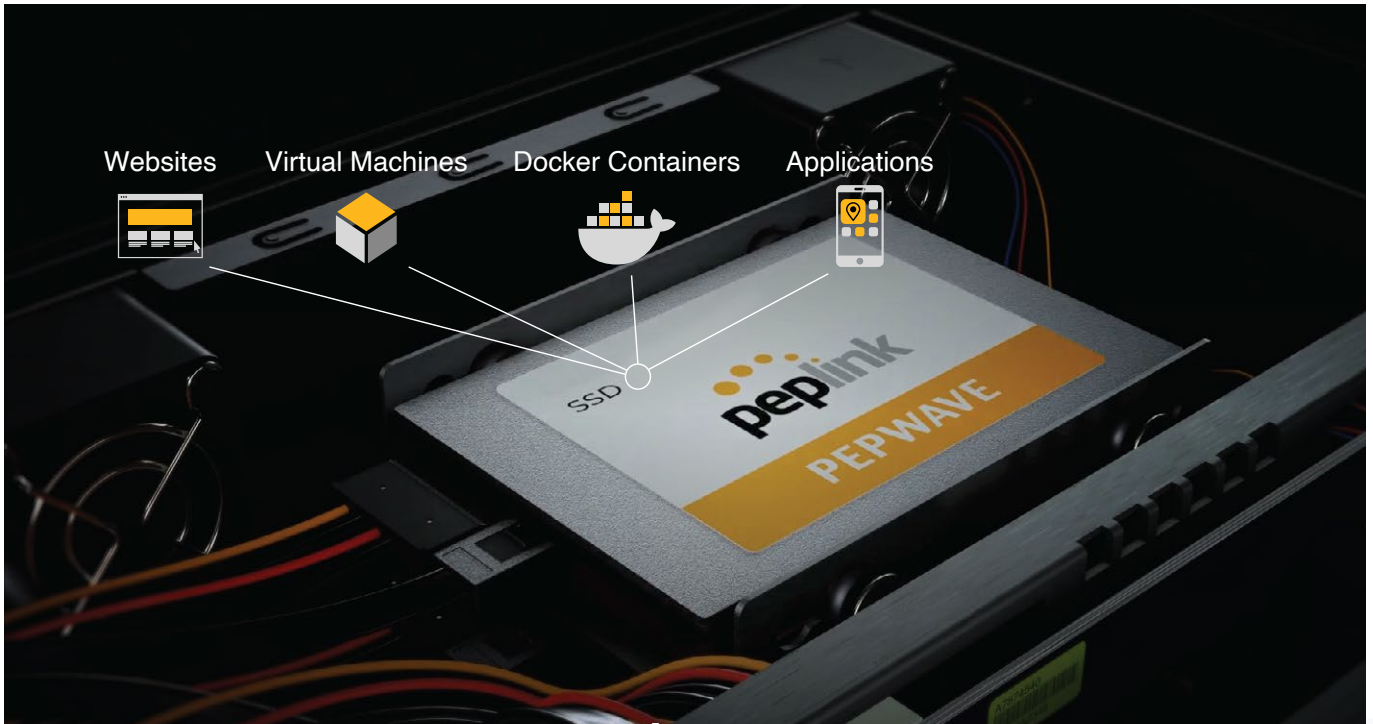 Websites
Virtual Machines
Docker Containers
Applications
SSD
peplink
PEPWAVE